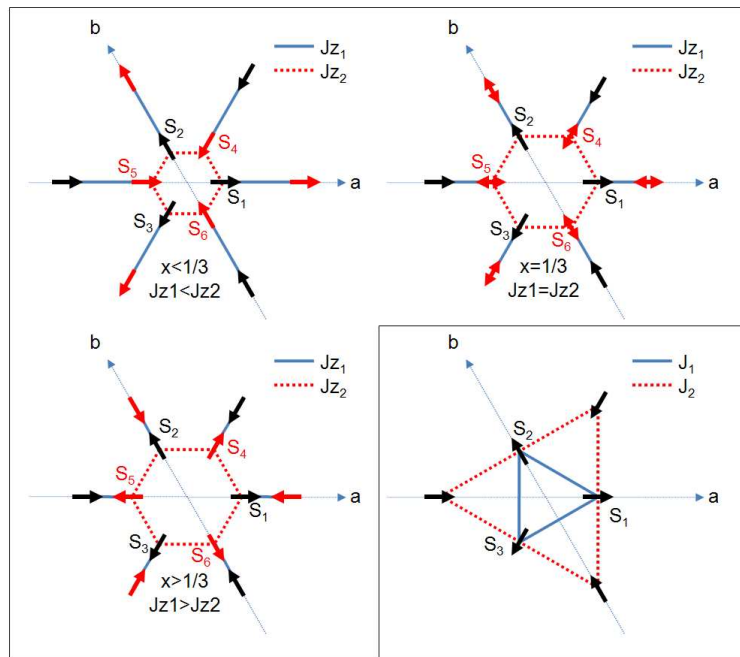 b
Jz₁
Jz₂
S₂
S₄
S₅
S₁
a
S₃
S₆
x<1/3
Jz1<Jz2
b
Jz₁
Jz₂
S₂
S₄
S₅
S₁
a
S₃
S₆
x=1/3
Jz1=Jz2
b
Jz₁
Jz₂
S₂
S₄
S₅
S₁
a
S₃
S₆
x>1/3
Jz1>Jz2
b
J₁
J₂
S₂
a
S₁
S₃